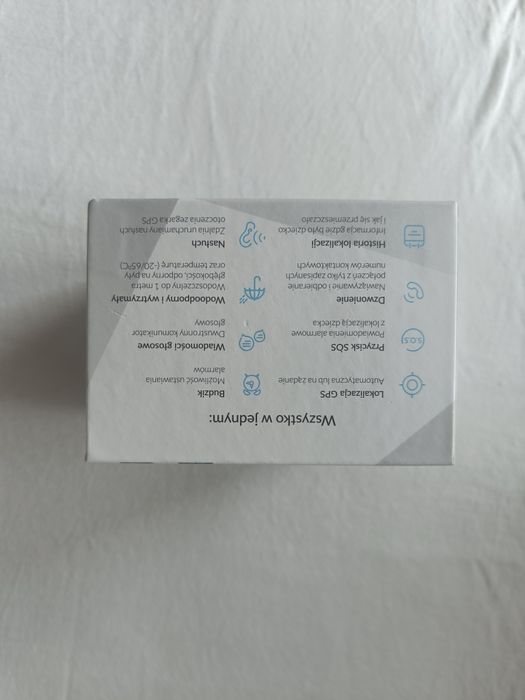 Wszystko w jednym:
Lokalizacja GPS
Automatyczna lub na żądanie
Przycisk SOS
Powiadomienia alarmowe
z lokalizacją dziecka
Dzwonienie
Nawiązywanie i odbieranie
połączeń z tylko zapisanych
numerów kontaktowych
Historia lokalizacji
Informacja gdzie było dziecko
i jak się przemieszczało
Budzik
Możliwość ustawiania
alarmów
Wiadomości głosowe
Dwustronny komunikator
głosowy
Wodoodporny i wytrzymały
Wodoszczelny do 1 metra
głębokości, odporny na pyły
oraz temperaturę (-20/65°C)
Nasłuch
Zdalnie uruchamiany nasłuch
otoczenia zegarka GPS
S.O.S